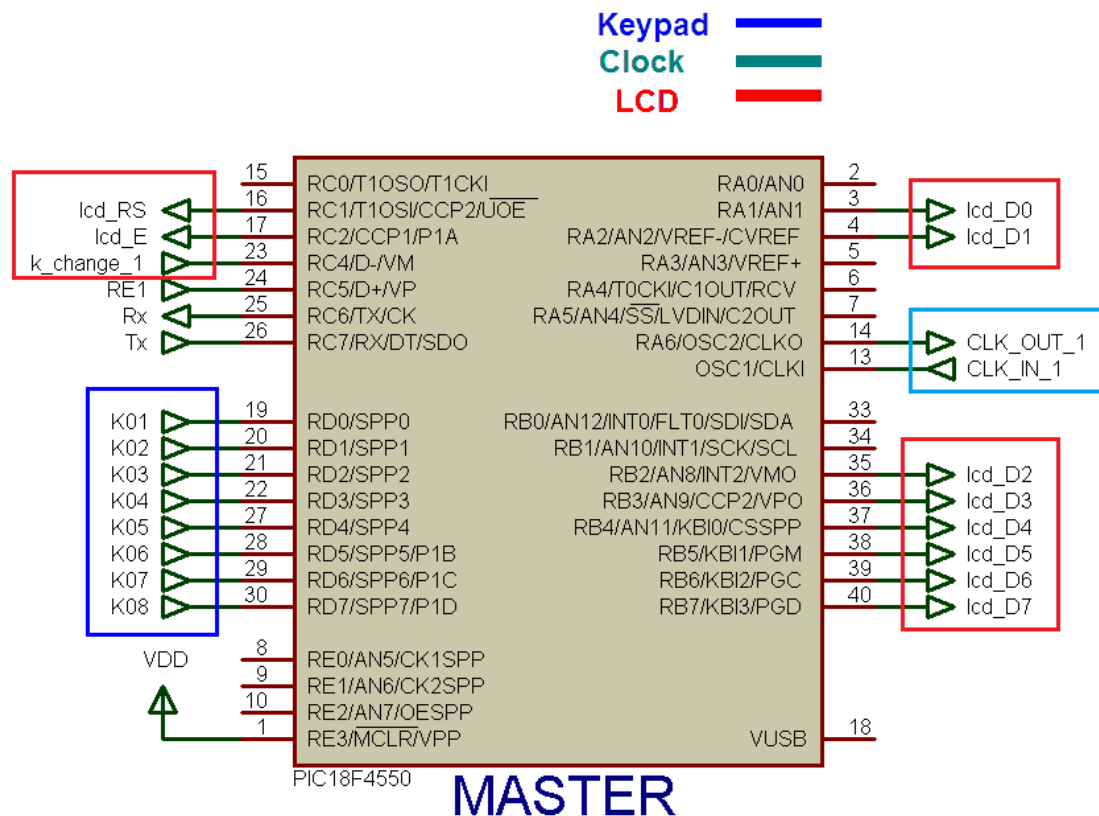 Keypad
Clock
LCD
15 RC0/T1OSO/T1CKI RA0/AN0 2
lcd_RS 16 RC1/T1OSI/CCP2/UOE RA1/AN1 3 lcd_D0
lcd_E 17 RC2/CCP1/P1A RA2/AN2/VREF-/CVREF 4 lcd_D1
k_change_1 23 RC4/D-/VM RA3/AN3/VREF+ 5
RE1 24 RC5/D+/VP RA4/T0CKI/C1OUT/RCV 6
Rx 25 RC6/TX/CK RA5/AN4/SS/LVDIN/C2OUT 7
Tx 26 RC7/RX/DT/SDO RA6/OSC2/CLKO 14 CLK_OUT_1
OSC1/CLKI 13 CLK_IN_1
K01 19 RD0/SPP0 RB0/AN12/INT0/FLT0/SDI/SDA 33
K02 20 RD1/SPP1 RB1/AN10/INT1/SCK/SCL 34
K03 21 RD2/SPP2 RB2/AN8/INT2/VMO 35 lcd_D2
K04 22 RD3/SPP3 RB3/AN9/CCP2/VPO 36 lcd_D3
K05 27 RD4/SPP4 RB4/AN11/KBI0/CSSPP 37 lcd_D4
K06 28 RD5/SPP5/P1B RB5/KBI1/PGM 38 lcd_D5
K07 29 RD6/SPP6/P1C RB6/KBI2/PGC 39 lcd_D6
K08 30 RD7/SPP7/P1D RB7/KBI3/PGD 40 lcd_D7
VDD 8 RE0/AN5/CK1SPP
9 RE1/AN6/CK2SPP
10 RE2/AN7/OESPP
1 RE3/MCLR/VPP VUSB 18
PIC18F4550
MASTER